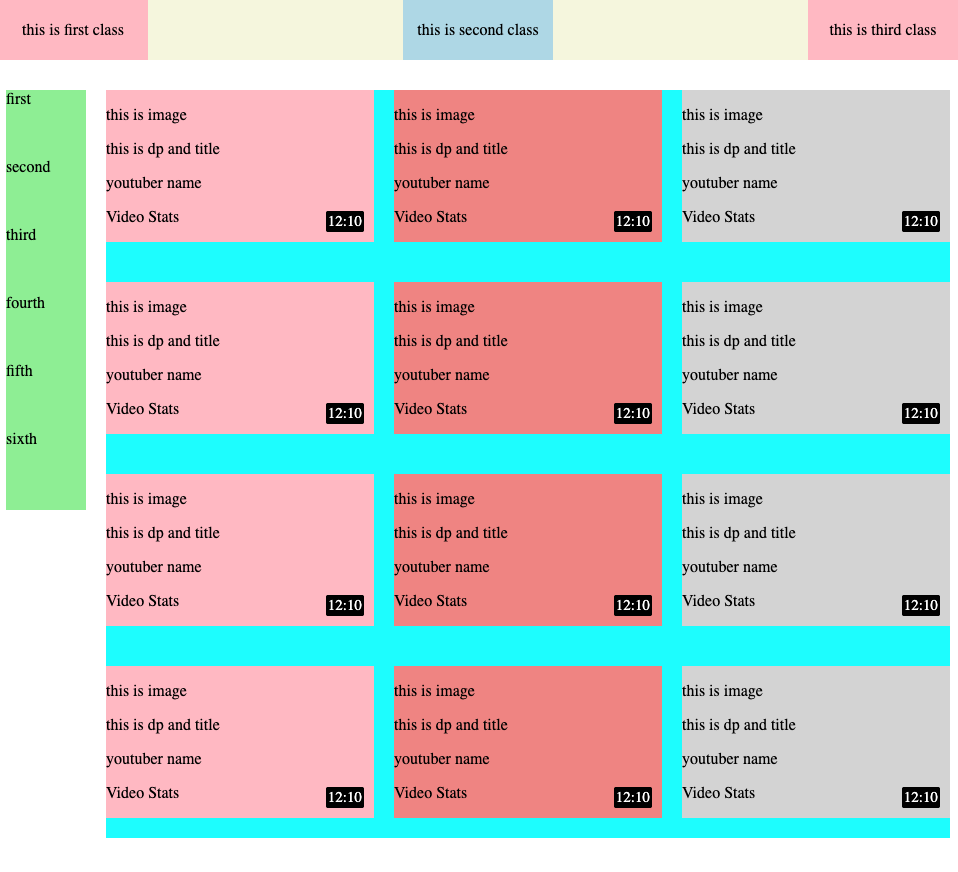 this is first class
this is second class
this is third class
first
second
third
fourth
fifth
sixth
this is image
this is dp and title
youtuber name
Video Stats
12:10
this is image
this is dp and title
youtuber name
Video Stats
12:10
this is image
this is dp and title
youtuber name
Video Stats
12:10
this is image
this is dp and title
youtuber name
Video Stats
12:10
this is image
this is dp and title
youtuber name
Video Stats
12:10
this is image
this is dp and title
youtuber name
Video Stats
12:10
this is image
this is dp and title
youtuber name
Video Stats
12:10
this is image
this is dp and title
youtuber name
Video Stats
12:10
this is image
this is dp and title
youtuber name
Video Stats
12:10
this is image
this is dp and title
youtuber name
Video Stats
12:10
this is image
this is dp and title
youtuber name
Video Stats
12:10
this is image
this is dp and title
youtuber name
Video Stats
12:10